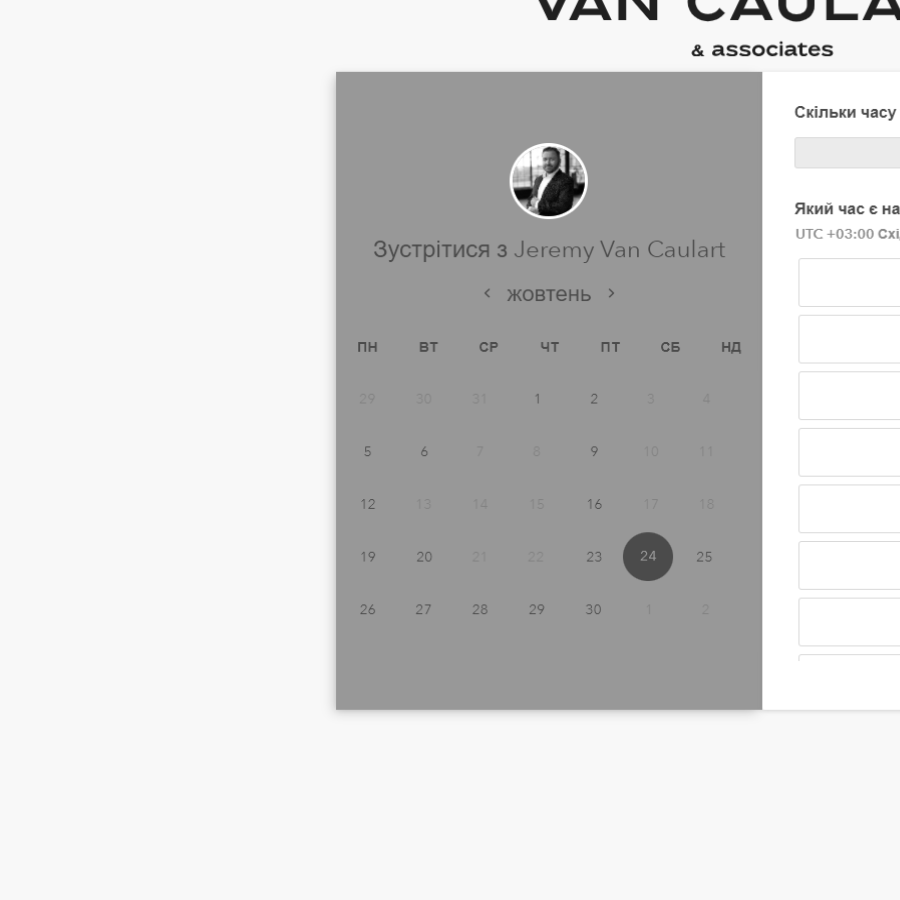 VAN CAULA
& associates
Зустрітися з Jeremy Van Caulart
жовтень
ПН ВТ СР ЧТ ПТ СБ НД
29 30 31 1 2 3 4
5 6 7 8 9 10 11
12 13 14 15 16 17 18
19 20 21 22 23 24 25
26 27 28 29 30 1 2
Скільки часу
Який час є на
UTC +03:00 Схі